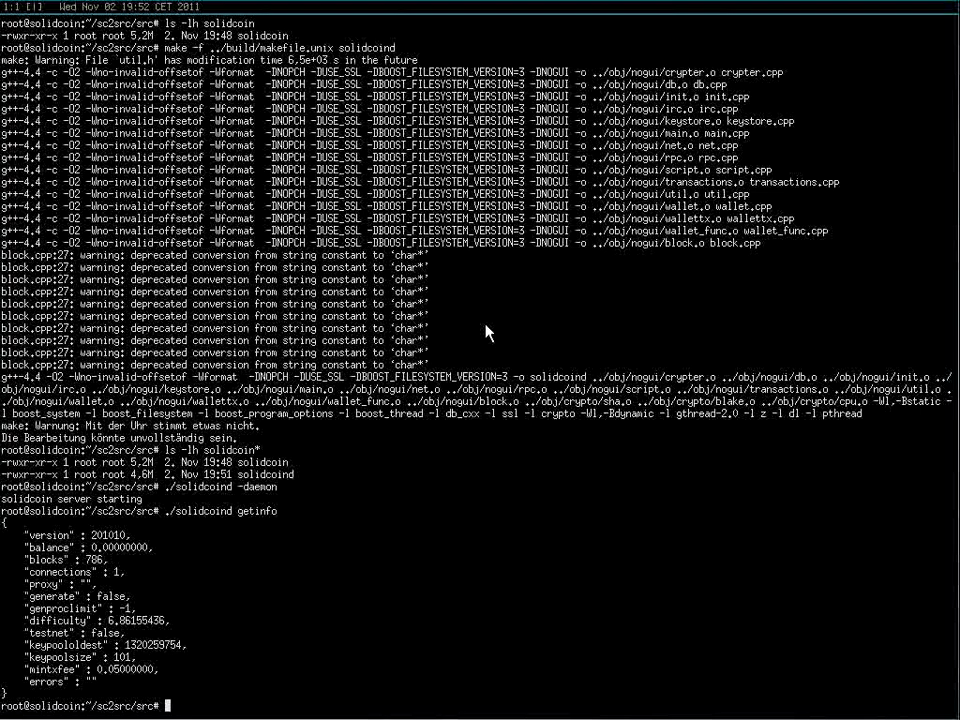 1:1 [|] Wed Nov 02 19:52 CET 2011
root@solidcoin:~/sc2src/src# ls -lh solidcoin
-rwxr-xr-x 1 root root 5,2M  2. Nov 19:48 solidcoin
root@solidcoin:~/sc2src/src# make -f ../build/makefile.unix solidcoind
make: Warning: File `util.h' has modification time 6,5e+03 s in the future
g++-4.4 -c -O2 -Wno-invalid-offsetof -Wformat  -DNOPCH -DUSE_SSL -DBOOST_FILESYSTEM_VERSION=3 -DNOGUI -o ../obj/nogui/crypter.o crypter.cpp
g++-4.4 -c -O2 -Wno-invalid-offsetof -Wformat  -DNOPCH -DUSE_SSL -DBOOST_FILESYSTEM_VERSION=3 -DNOGUI -o ../obj/nogui/db.o db.cpp
g++-4.4 -c -O2 -Wno-invalid-offsetof -Wformat  -DNOPCH -DUSE_SSL -DBOOST_FILESYSTEM_VERSION=3 -DNOGUI -o ../obj/nogui/init.o init.cpp
g++-4.4 -c -O2 -Wno-invalid-offsetof -Wformat  -DNOPCH -DUSE_SSL -DBOOST_FILESYSTEM_VERSION=3 -DNOGUI -o ../obj/nogui/irc.o irc.cpp
g++-4.4 -c -O2 -Wno-invalid-offsetof -Wformat  -DNOPCH -DUSE_SSL -DBOOST_FILESYSTEM_VERSION=3 -DNOGUI -o ../obj/nogui/keystore.o keystore.cpp
g++-4.4 -c -O2 -Wno-invalid-offsetof -Wformat  -DNOPCH -DUSE_SSL -DBOOST_FILESYSTEM_VERSION=3 -DNOGUI -o ../obj/nogui/main.o main.cpp
g++-4.4 -c -O2 -Wno-invalid-offsetof -Wformat  -DNOPCH -DUSE_SSL -DBOOST_FILESYSTEM_VERSION=3 -DNOGUI -o ../obj/nogui/net.o net.cpp
g++-4.4 -c -O2 -Wno-invalid-offsetof -Wformat  -DNOPCH -DUSE_SSL -DBOOST_FILESYSTEM_VERSION=3 -DNOGUI -o ../obj/nogui/rpc.o rpc.cpp
g++-4.4 -c -O2 -Wno-invalid-offsetof -Wformat  -DNOPCH -DUSE_SSL -DBOOST_FILESYSTEM_VERSION=3 -DNOGUI -o ../obj/nogui/script.o script.cpp
g++-4.4 -c -O2 -Wno-invalid-offsetof -Wformat  -DNOPCH -DUSE_SSL -DBOOST_FILESYSTEM_VERSION=3 -DNOGUI -o ../obj/nogui/transactions.o transactions.cpp
g++-4.4 -c -O2 -Wno-invalid-offsetof -Wformat  -DNOPCH -DUSE_SSL -DBOOST_FILESYSTEM_VERSION=3 -DNOGUI -o ../obj/nogui/util.o util.cpp
g++-4.4 -c -O2 -Wno-invalid-offsetof -Wformat  -DNOPCH -DUSE_SSL -DBOOST_FILESYSTEM_VERSION=3 -DNOGUI -o ../obj/nogui/wallet.o wallet.cpp
g++-4.4 -c -O2 -Wno-invalid-offsetof -Wformat  -DNOPCH -DUSE_SSL -DBOOST_FILESYSTEM_VERSION=3 -DNOGUI -o ../obj/nogui/wallettx.o wallettx.cpp
g++-4.4 -c -O2 -Wno-invalid-offsetof -Wformat  -DNOPCH -DUSE_SSL -DBOOST_FILESYSTEM_VERSION=3 -DNOGUI -o ../obj/nogui/wallet_func.o wallet_func.cpp
g++-4.4 -c -O2 -Wno-invalid-offsetof -Wformat  -DNOPCH -DUSE_SSL -DBOOST_FILESYSTEM_VERSION=3 -DNOGUI -o ../obj/nogui/block.o block.cpp
block.cpp:27: warning: deprecated conversion from string constant to ‘char*’
block.cpp:27: warning: deprecated conversion from string constant to ‘char*’
block.cpp:27: warning: deprecated conversion from string constant to ‘char*’
block.cpp:27: warning: deprecated conversion from string constant to ‘char*’
block.cpp:27: warning: deprecated conversion from string constant to ‘char*’
block.cpp:27: warning: deprecated conversion from string constant to ‘char*’
block.cpp:27: warning: deprecated conversion from string constant to ‘char*’
block.cpp:27: warning: deprecated conversion from string constant to ‘char*’
block.cpp:27: warning: deprecated conversion from string constant to ‘char*’
block.cpp:27: warning: deprecated conversion from string constant to ‘char*’
g++-4.4 -O2 -Wno-invalid-offsetof -Wformat  -DNOPCH -DUSE_SSL -DBOOST_FILESYSTEM_VERSION=3 -o solidcoind ../obj/nogui/crypter.o ../obj/nogui/db.o ../obj/nogui/init.o ../
obj/nogui/irc.o ../obj/nogui/keystore.o ../obj/nogui/main.o ../obj/nogui/net.o ../obj/nogui/rpc.o ../obj/nogui/script.o ../obj/nogui/transactions.o ../obj/nogui/util.o .
./obj/nogui/wallet.o ../obj/nogui/wallettx.o ../obj/nogui/wallet_func.o ../obj/nogui/block.o ../obj/crypto/sha.o ../obj/crypto/blake.o ../obj/crypto/cpu.o -Wl,-Bstatic -
l boost_system -l boost_filesystem -l boost_program_options -l boost_thread -l db_cxx -l ssl -l crypto -Wl,-Bdynamic -l gthread-2.0 -l z -l dl -l pthread
make: Warnung: Mit der Uhr stimmt etwas nicht.
Die Bearbeitung könnte unvollständig sein.
root@solidcoin:~/sc2src/src# ls -lh solidcoin*
-rwxr-xr-x 1 root root 5,2M  2. Nov 19:48 solidcoin
-rwxr-xr-x 1 root root 4,6M  2. Nov 19:51 solidcoind
root@solidcoin:~/sc2src/src# ./solidcoind -daemon
solidcoin server starting
root@solidcoin:~/sc2src/src# ./solidcoind getinfo
{
    "version" : 201010,
    "balance" : 0.00000000,
    "blocks" : 786,
    "connections" : 1,
    "proxy" : "",
    "generate" : false,
    "genproclimit" : -1,
    "difficulty" : 6.86155436,
    "testnet" : false,
    "keypoololdest" : 1320259754,
    "keypoolsize" : 101,
    "mintxfee" : 0.05000000,
    "errors" : ""
}
root@solidcoin:~/sc2src/src#